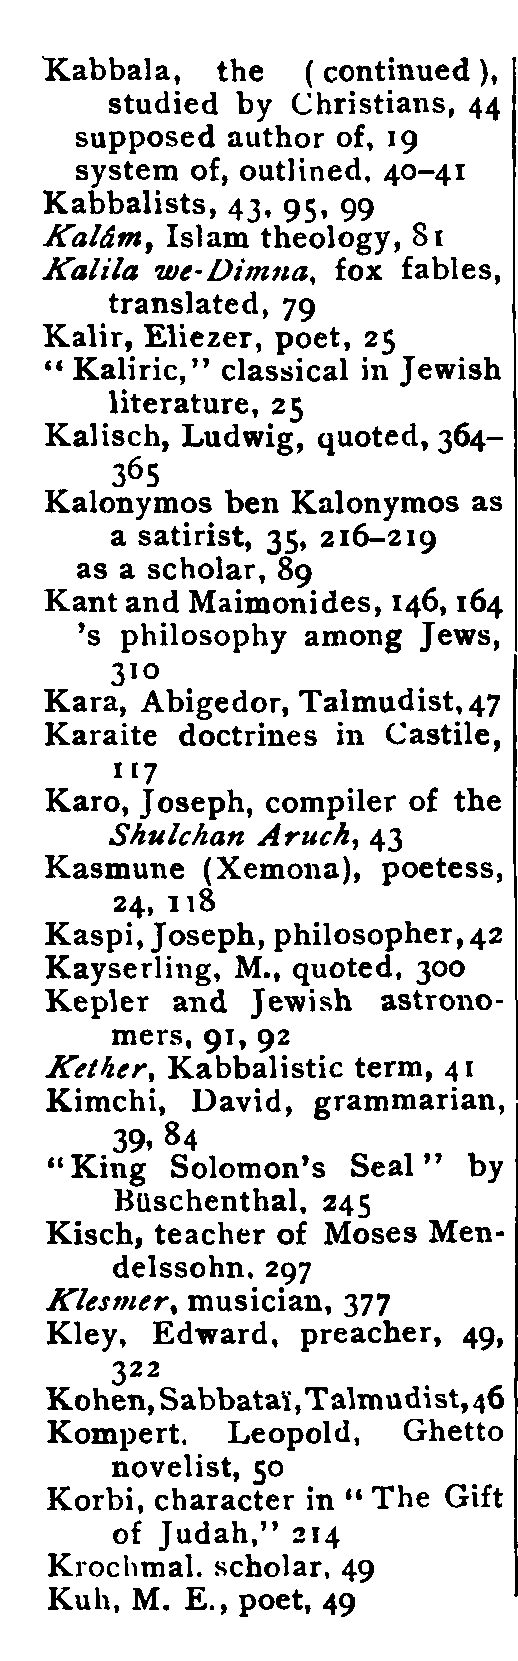 Kabbala, the (continued),
studied by Christians, 44
supposed author of, 19
system of, outlined, 40–41
Kabbalists, 43, 95, 99
Kalâm, Islam theology, 81
Kalila we-Dimna, fox fables,
translated, 79
Kalir, Eliezer, poet, 25
"Kaliric," classical in Jewish
literature, 25
Kalisch, Ludwig, quoted, 364–
365
Kalonymos ben Kalonymos as
a satirist, 35, 216–219
as a scholar, 89
Kant and Maimonides, 146, 164
's philosophy among Jews,
310
Kara, Abigedor, Talmudist, 47
Karaite doctrines in Castile,
117
Karo, Joseph, compiler of the
Shulchan Aruch, 43
Kasmune (Xemona), poetess,
24, 118
Kaspi, Joseph, philosopher, 42
Kayserling, M., quoted, 300
Kepler and Jewish astrono-
mers, 91, 92
Kether, Kabbalistic term, 41
Kimchi, David, grammarian,
39, 84
"King Solomon's Seal" by
Büschenthal, 245
Kisch, teacher of Moses Men-
delssohn, 297
Klesmer, musician, 377
Kley, Edward, preacher, 49,
322
Kohen, Sabbataï, Talmudist, 46
Kompert, Leopold, Ghetto
novelist, 50
Korbi, character in "The Gift
of Judah," 214
Krochmal, scholar, 49
Kuh, M. E., poet, 49